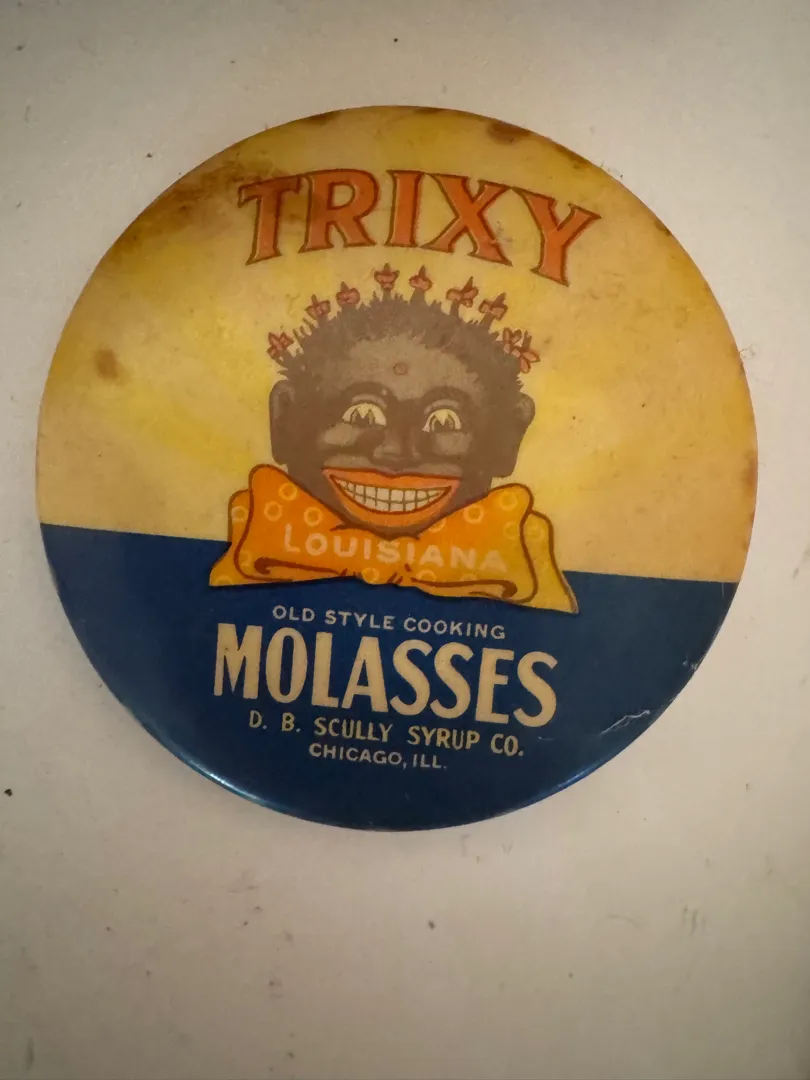 TRIXY
LOUISIANA
OLD STYLE COOKING
MOLASSES
D. B. SCULLY SYRUP CO.
CHICAGO, ILL.